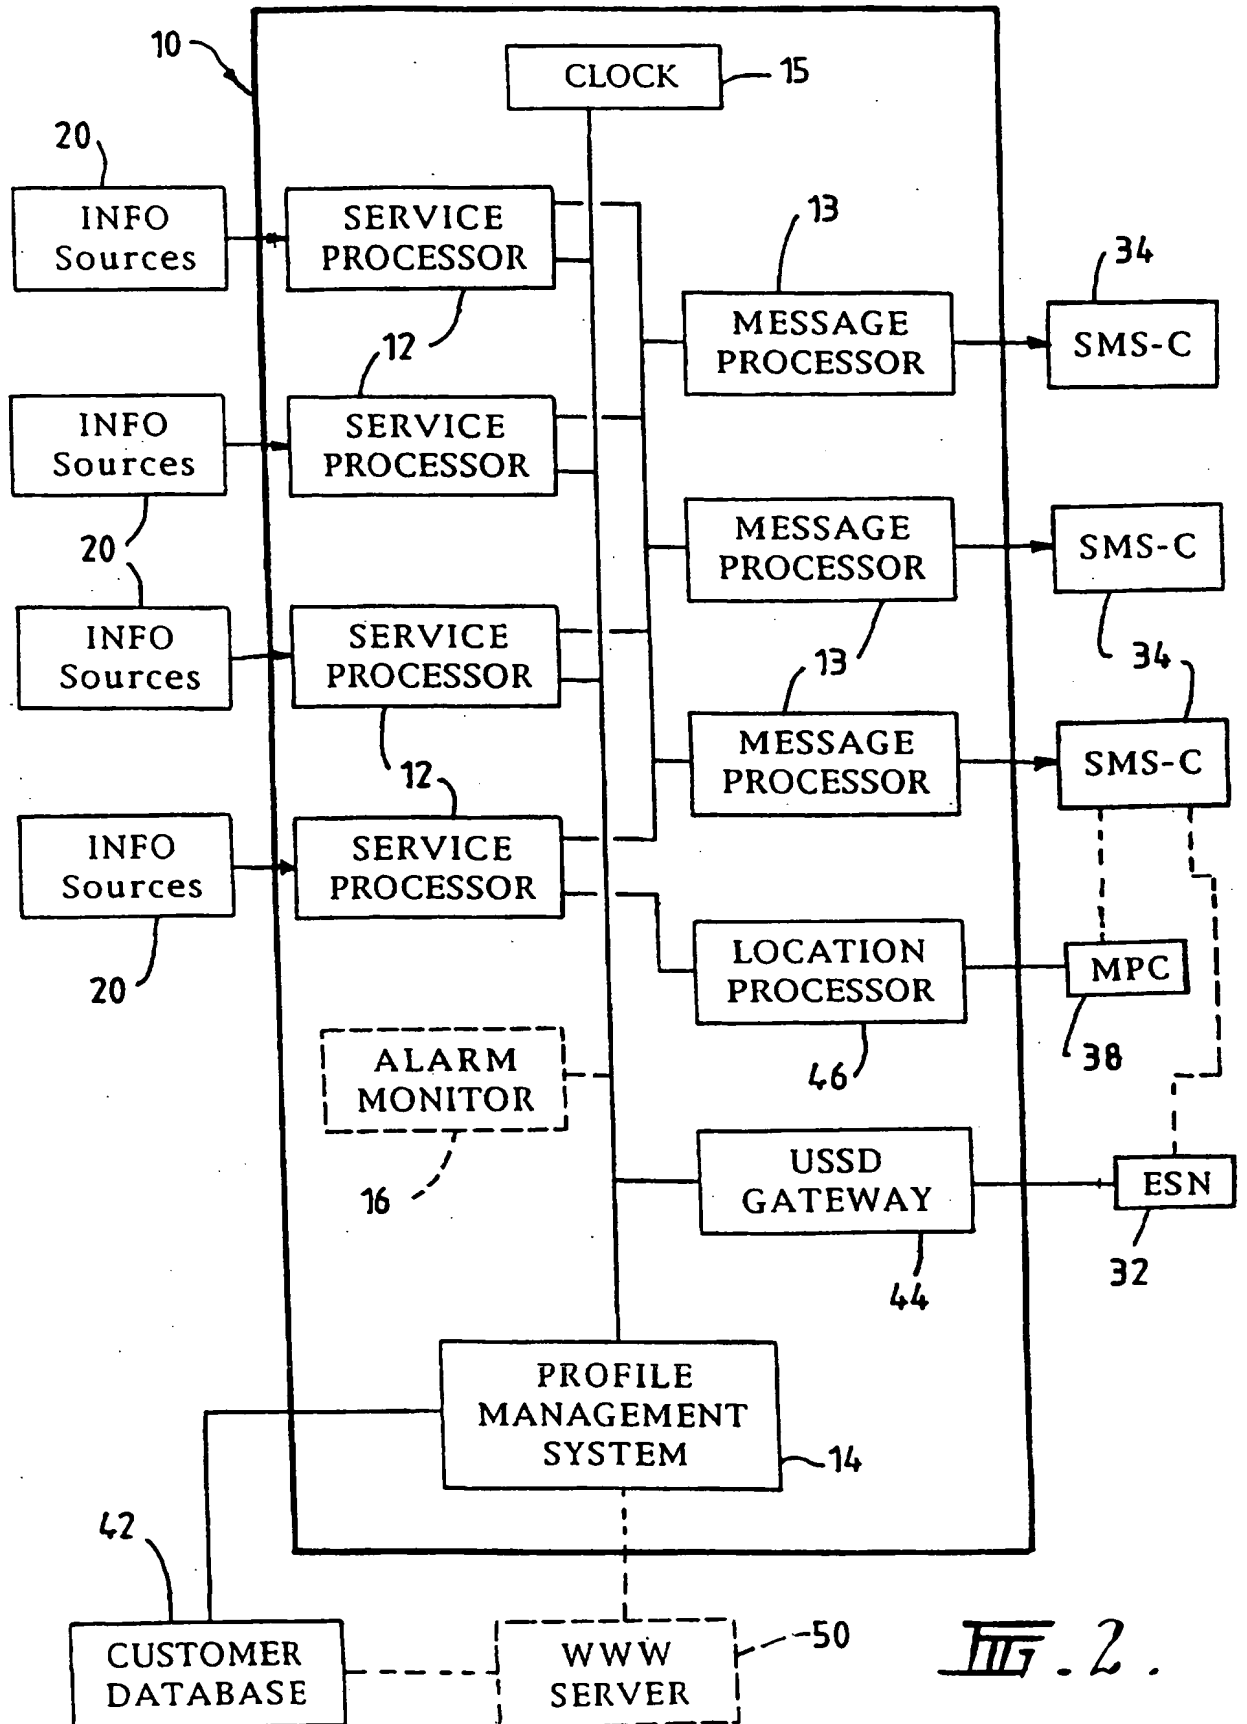 10
CLOCK
15
20
INFO
Sources
SERVICE
PROCESSOR
13
34
12
MESSAGE
PROCESSOR
SMS-C
INFO
Sources
SERVICE
PROCESSOR
20
MESSAGE
PROCESSOR
SMS-C
INFO
Sources
SERVICE
PROCESSOR
13
34
12
MESSAGE
PROCESSOR
SMS-C
INFO
Sources
SERVICE
PROCESSOR
20
LOCATION
PROCESSOR
MPC
46
38
ALARM
MONITOR
16
USSD
GATEWAY
ESN
44
32
PROFILE
MANAGEMENT
SYSTEM
14
42
CUSTOMER
DATABASE
WWW
SERVER
50
FIG. 2.